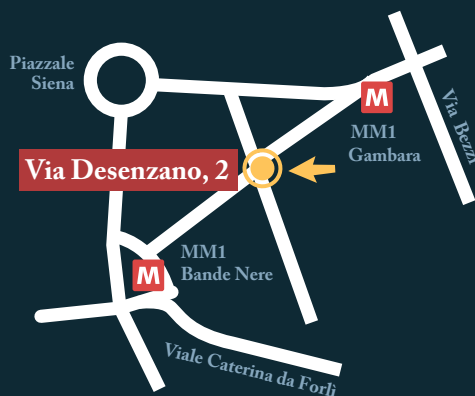 Piazzale
Siena
M
MM1
Gambara
Via Bezzi
Via Desenzano, 2
MM1
Bande Nere
M
Viale Caterina da Forlì